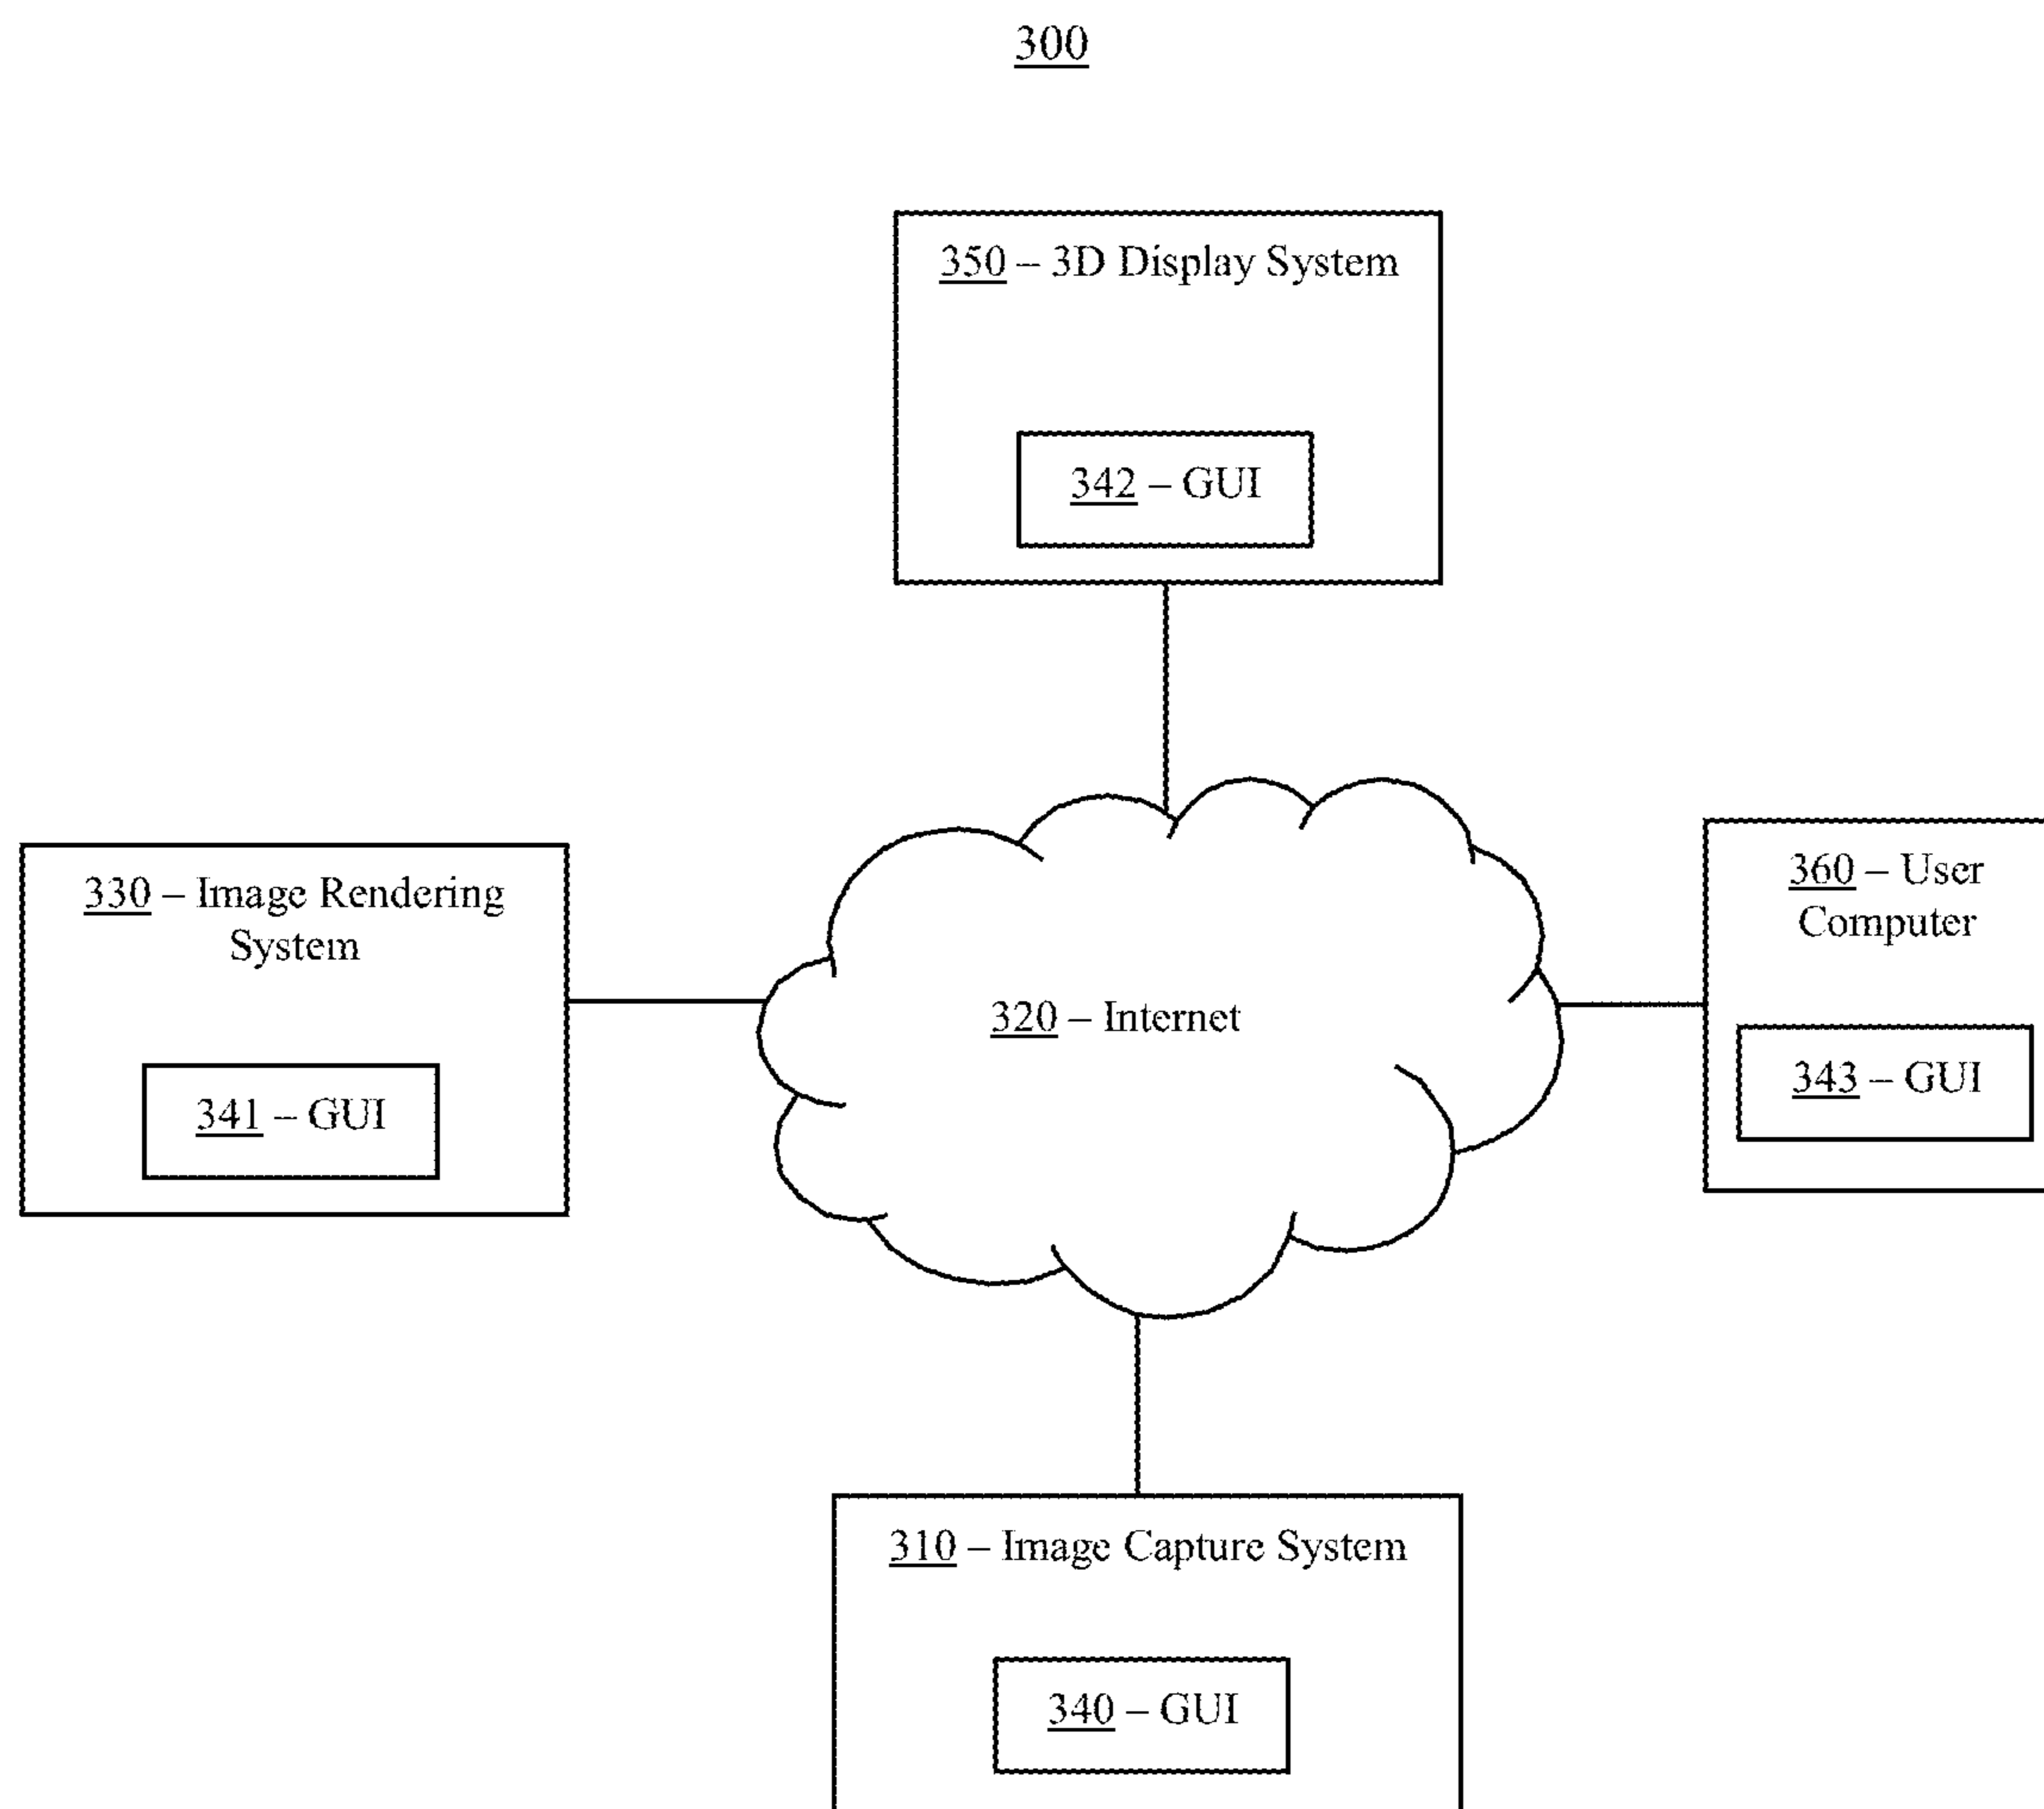 300
350 – 3D Display System
342 – GUI
330 – Image Rendering
System
341 – GUI
320 – Internet
360 – User
Computer
343 – GUI
310 – Image Capture System
340 – GUI